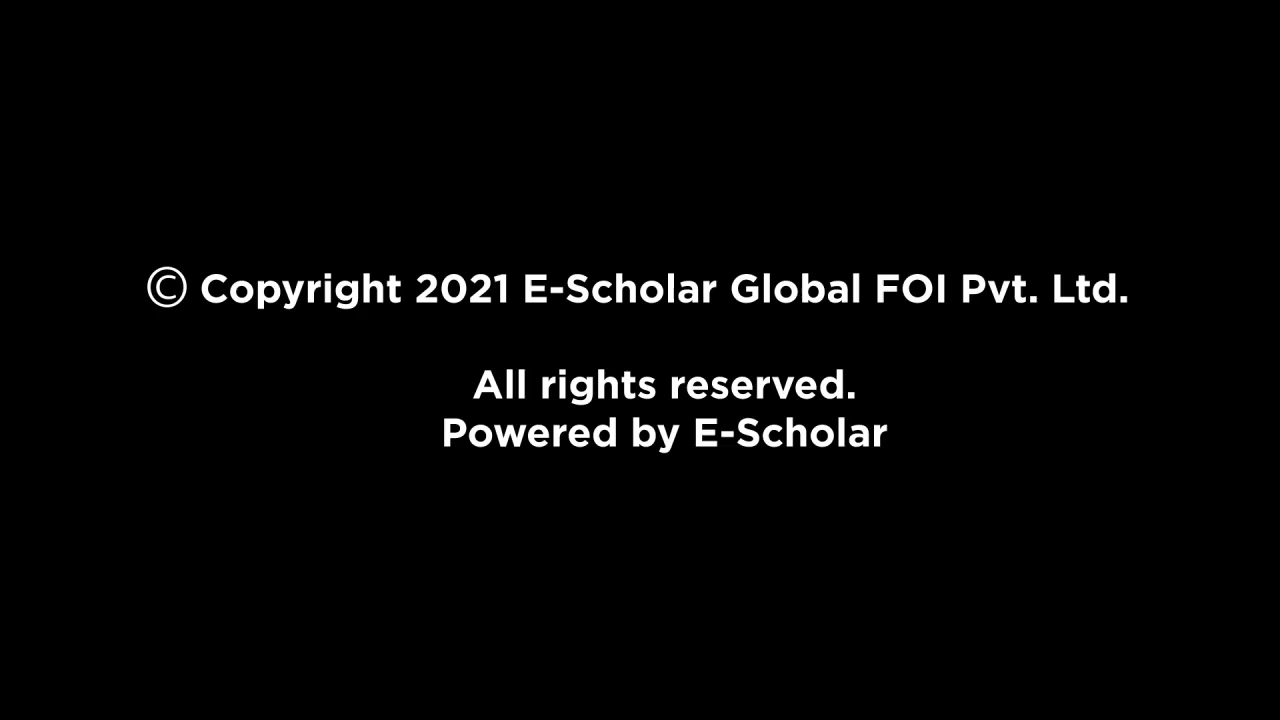 © Copyright 2021 E-Scholar Global FOI Pvt. Ltd.
All rights reserved.
Powered by E-Scholar